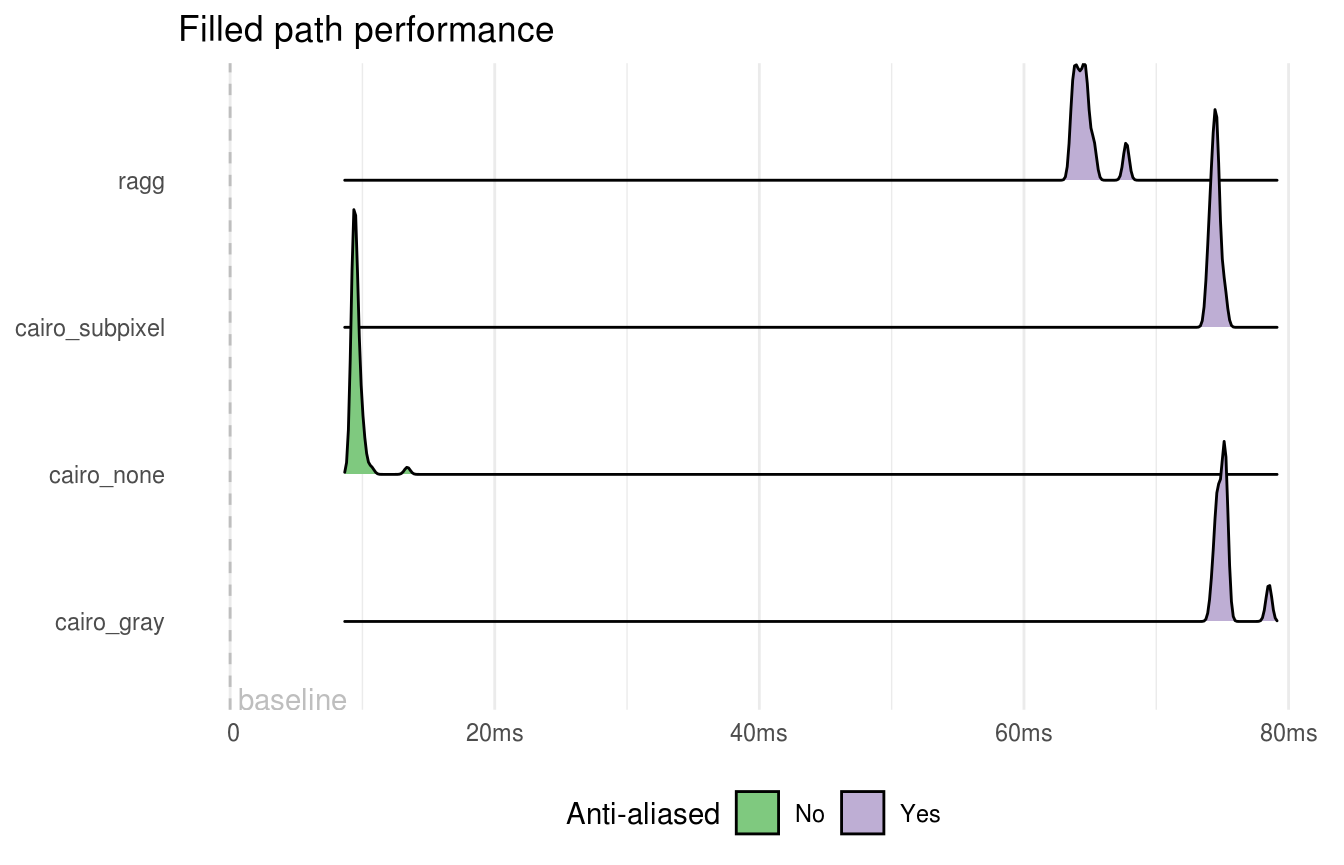 Filled path performance
ragg
cairo_subpixel
cairo_none
cairo_gray
baseline
0 20ms 40ms 60ms 80ms
Anti-aliased No Yes